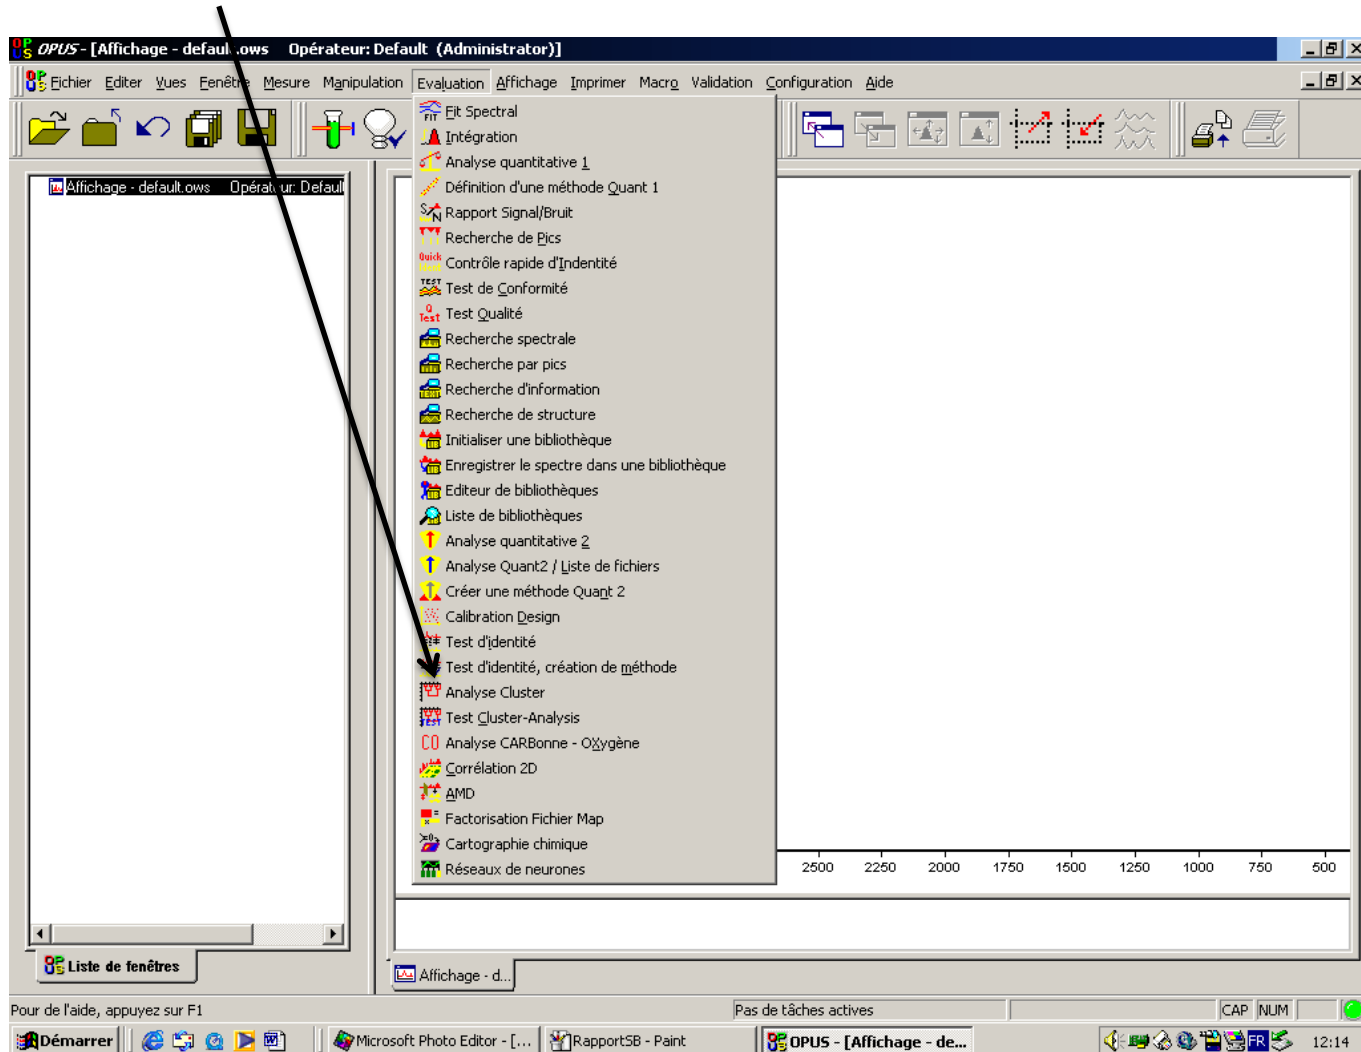 OPUS - [Affichage - default.ows Opérateur: Default (Administrator)]
Fichier Editer Vues Fenêtre Mesure Manipulation Evaluation Affichage Imprimer Macro Validation Configuration Aide
Affichage - default.ows Opérateur: Default
Fit Spectral
Intégration
Analyse quantitative 1
Définition d'une méthode Quant 1
Rapport Signal/Bruit
Recherche de Pics
Contrôle rapide d'Indentité
Test de Conformité
Test Qualité
Recherche spectrale
Recherche par pics
Recherche d'information
Recherche de structure
Initialiser une bibliothèque
Enregistrer le spectre dans une bibliothèque
Editeur de bibliothèques
Liste de bibliothèques
Analyse quantitative 2
Analyse Quant2 / Liste de fichiers
Créer une méthode Quant 2
Calibration Design
Test d'identité
Test d'identité, création de méthode
Analyse Cluster
Test Cluster-Analysis
Analyse CARBonne - OXygène
Corrélation 2D
AMD
Factorisation Fichier Map
Cartographie chimique
Réseaux de neurones
2500 2250 2000 1750 1500 1250 1000 750 500
Liste de fenêtres
Affichage - d...
Pour de l'aide, appuyez sur F1 Pas de tâches actives CAP NUM
Démarrer Microsoft Photo Editor - [... RapportSB - Paint OPUS - [Affichage - de... FR 12:14